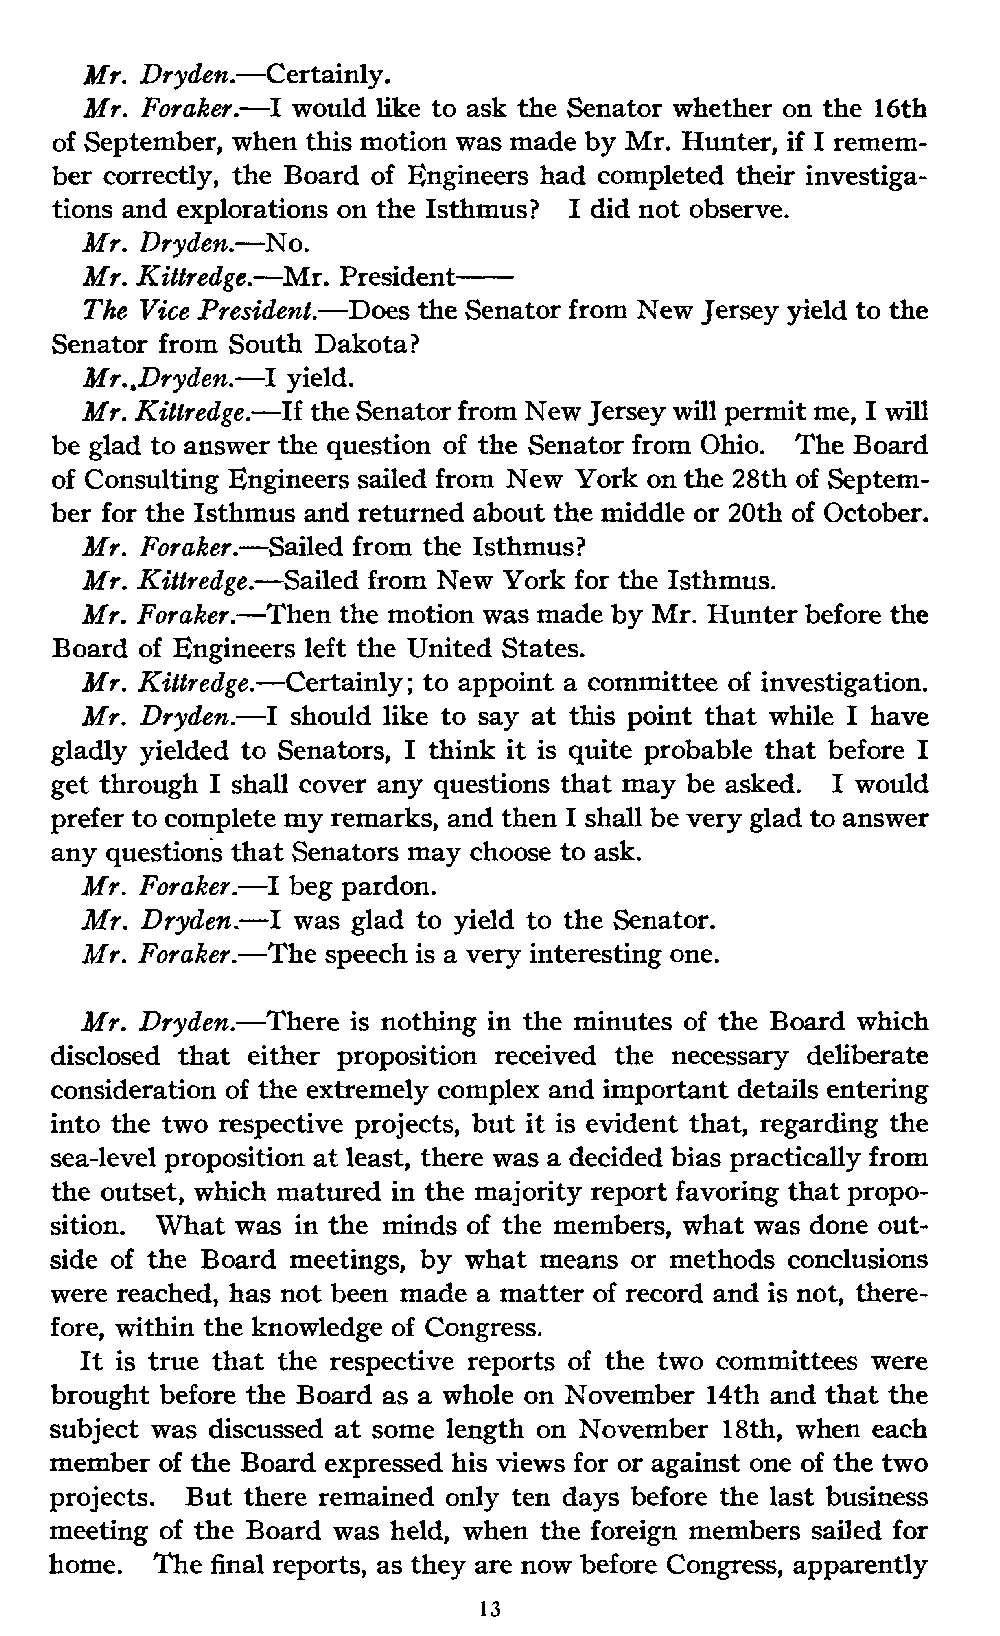 Mr. Dryden.—Certainly.
Mr. Foraker.—I would like to ask the Senator whether on the 16th
of September, when this motion was made by Mr. Hunter, if I remem-
ber correctly, the Board of Engineers had completed their investiga-
tions and explorations on the Isthmus? I did not observe.
Mr. Dryden.—No.
Mr. Kittredge.—Mr. President——
The Vice President.—Does the Senator from New Jersey yield to the
Senator from South Dakota?
Mr. Dryden.—I yield.
Mr. Kittredge.—If the Senator from New Jersey will permit me, I will
be glad to answer the question of the Senator from Ohio. The Board
of Consulting Engineers sailed from New York on the 28th of Septem-
ber for the Isthmus and returned about the middle or 20th of October.
Mr. Foraker.—Sailed from the Isthmus?
Mr. Kittredge.—Sailed from New York for the Isthmus.
Mr. Foraker.—Then the motion was made by Mr. Hunter before the
Board of Engineers left the United States.
Mr. Kittredge.—Certainly; to appoint a committee of investigation.
Mr. Dryden.—I should like to say at this point that while I have
gladly yielded to Senators, I think it is quite probable that before I
get through I shall cover any questions that may be asked. I would
prefer to complete my remarks, and then I shall be very glad to answer
any questions that Senators may choose to ask.
Mr. Foraker.—I beg pardon.
Mr. Dryden.—I was glad to yield to the Senator.
Mr. Foraker.—The speech is a very interesting one.
Mr. Dryden.—There is nothing in the minutes of the Board which
disclosed that either proposition received the necessary deliberate
consideration of the extremely complex and important details entering
into the two respective projects, but it is evident that, regarding the
sea-level proposition at least, there was a decided bias practically from
the outset, which matured in the majority report favoring that propo-
sition. What was in the minds of the members, what was done out-
side of the Board meetings, by what means or methods conclusions
were reached, has not been made a matter of record and is not, there-
fore, within the knowledge of Congress.
It is true that the respective reports of the two committees were
brought before the Board as a whole on November 14th and that the
subject was discussed at some length on November 18th, when each
member of the Board expressed his views for or against one of the two
projects. But there remained only ten days before the last business
meeting of the Board was held, when the foreign members sailed for
home. The final reports, as they are now before Congress, apparently
13